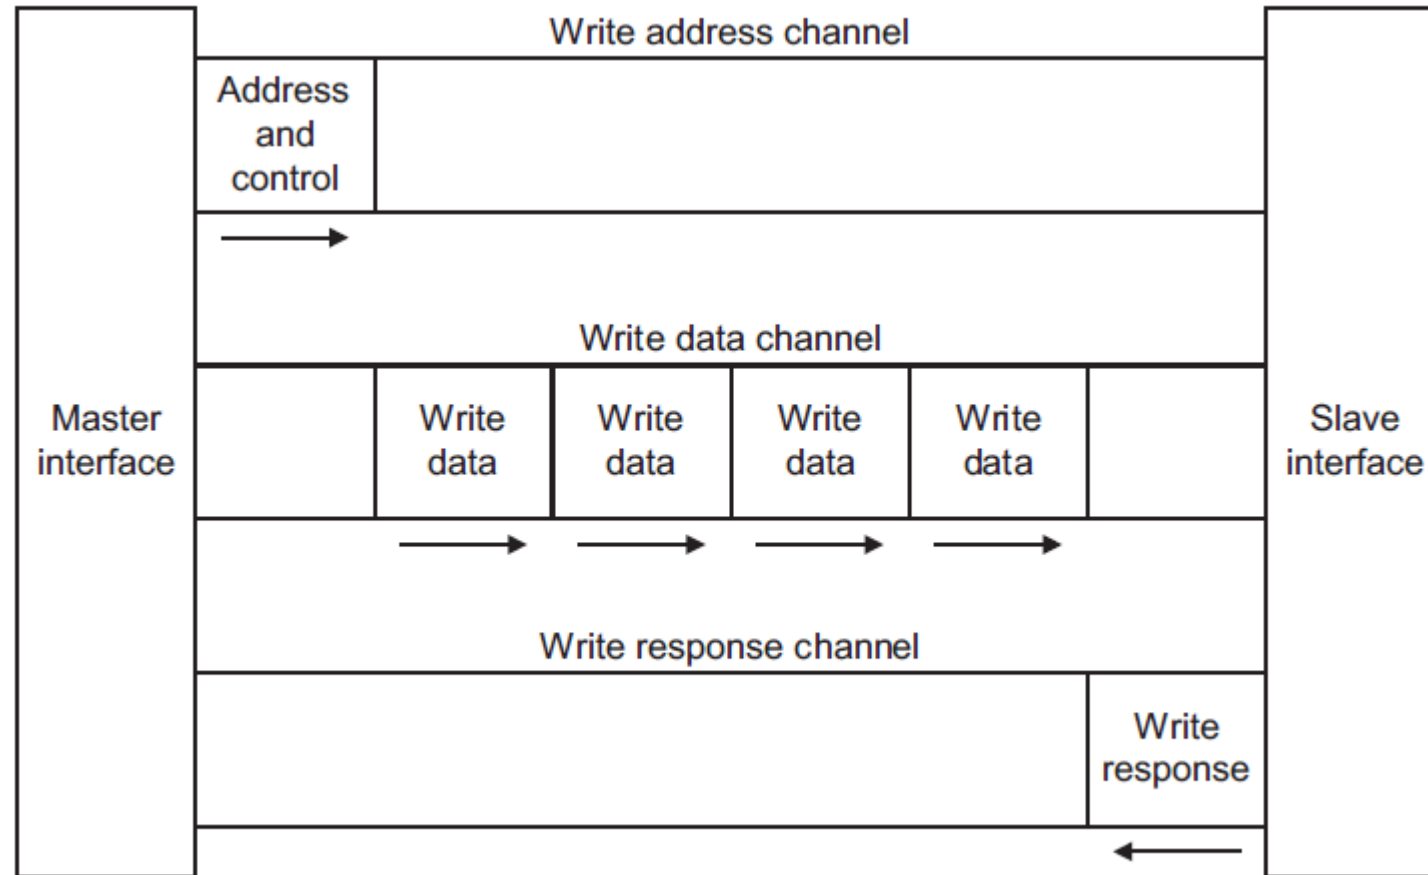 Write address channel
Address
and
control
Write data channel
Master
interface
Write
data
Write
data
Write
data
Write
data
Slave
interface
Write response channel
Write
response